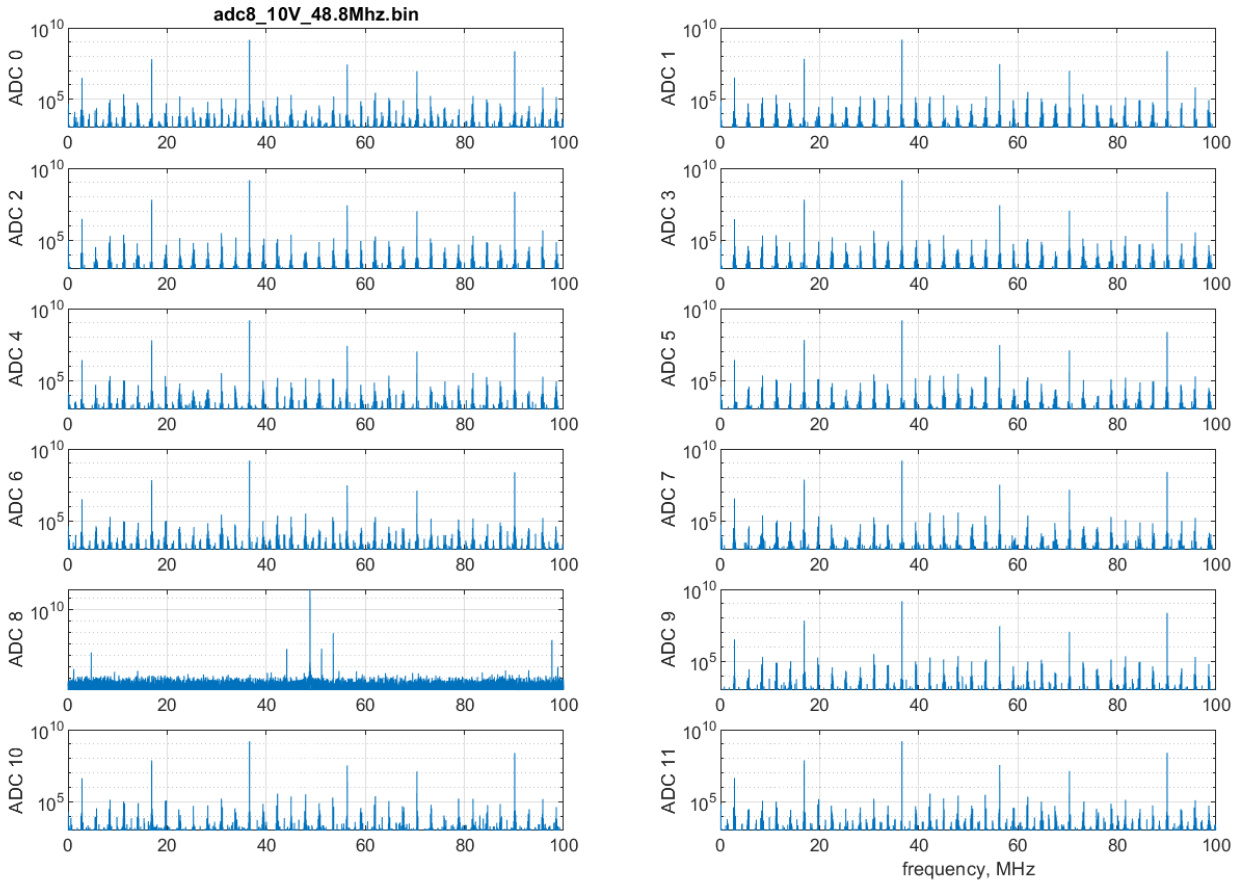 adc8_10V_48.8Mhz.bin
ADC 0
10^10
10^5
0 20 40 60 80 100
ADC 1
10^10
10^5
0 20 40 60 80 100
ADC 2
10^10
10^5
0 20 40 60 80 100
ADC 3
10^10
10^5
0 20 40 60 80 100
ADC 4
10^10
10^5
0 20 40 60 80 100
ADC 5
10^10
10^5
0 20 40 60 80 100
ADC 6
10^10
10^5
0 20 40 60 80 100
ADC 7
10^10
10^5
0 20 40 60 80 100
ADC 8
10^10
0 20 40 60 80 100
ADC 9
10^10
10^5
0 20 40 60 80 100
ADC 10
10^10
10^5
0 20 40 60 80 100
ADC 11
10^10
10^5
0 20 40 60 80 100
frequency, MHz